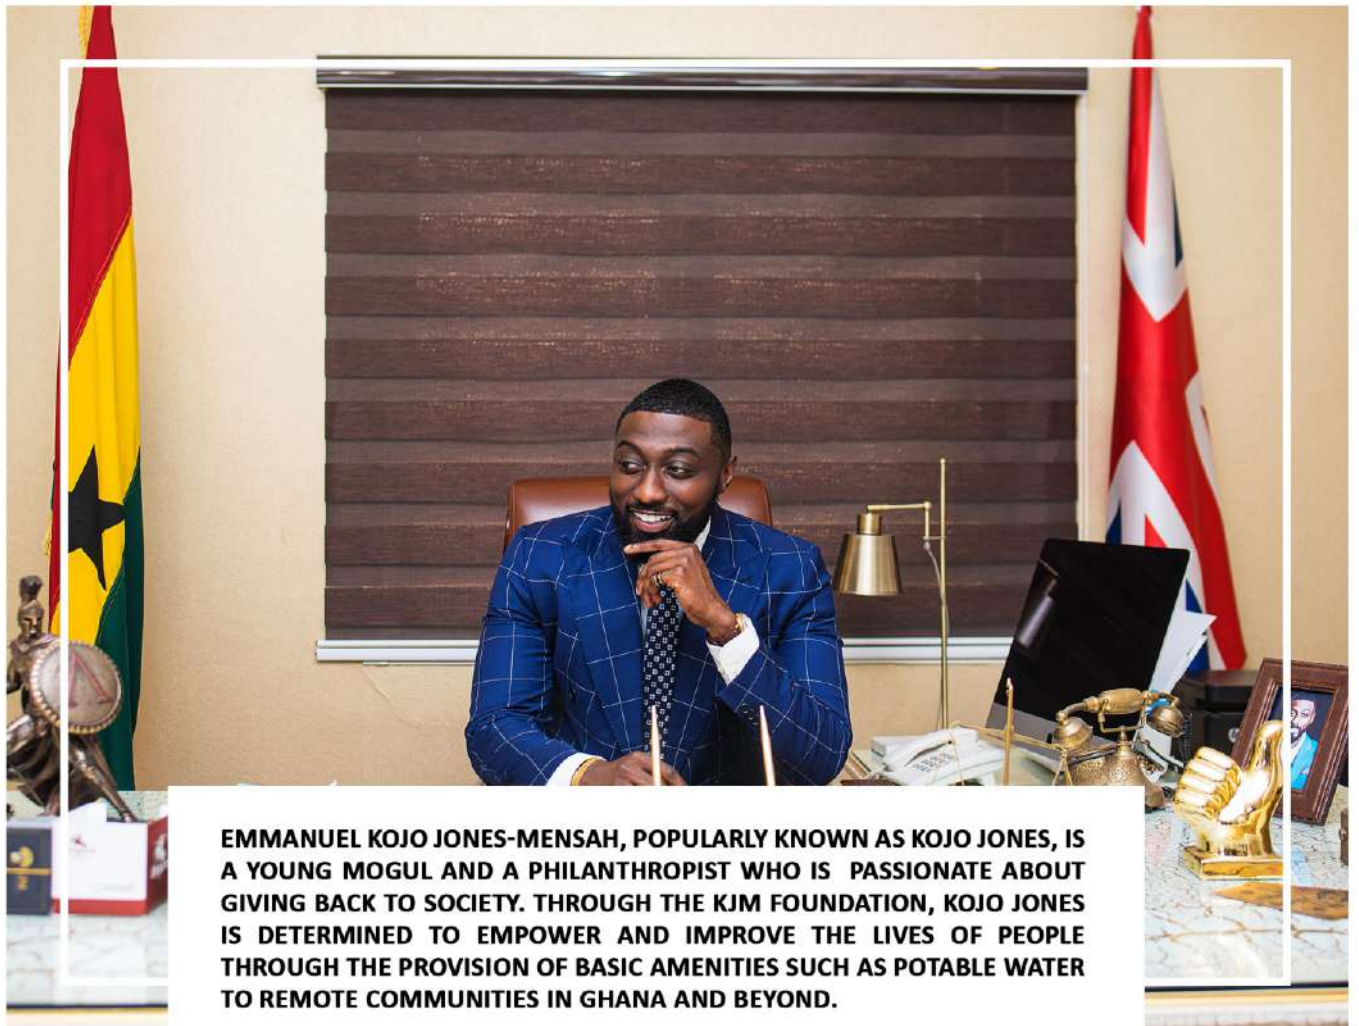 EMMANUEL KOJO JONES-MENSAH, POPULARLY KNOWN AS KOJO JONES, IS
A YOUNG MOGUL AND A PHILANTHROPIST WHO IS PASSIONATE ABOUT
GIVING BACK TO SOCIETY. THROUGH THE KJM FOUNDATION, KOJO JONES
IS DETERMINED TO EMPOWER AND IMPROVE THE LIVES OF PEOPLE
THROUGH THE PROVISION OF BASIC AMENITIES SUCH AS POTABLE WATER
TO REMOTE COMMUNITIES IN GHANA AND BEYOND.